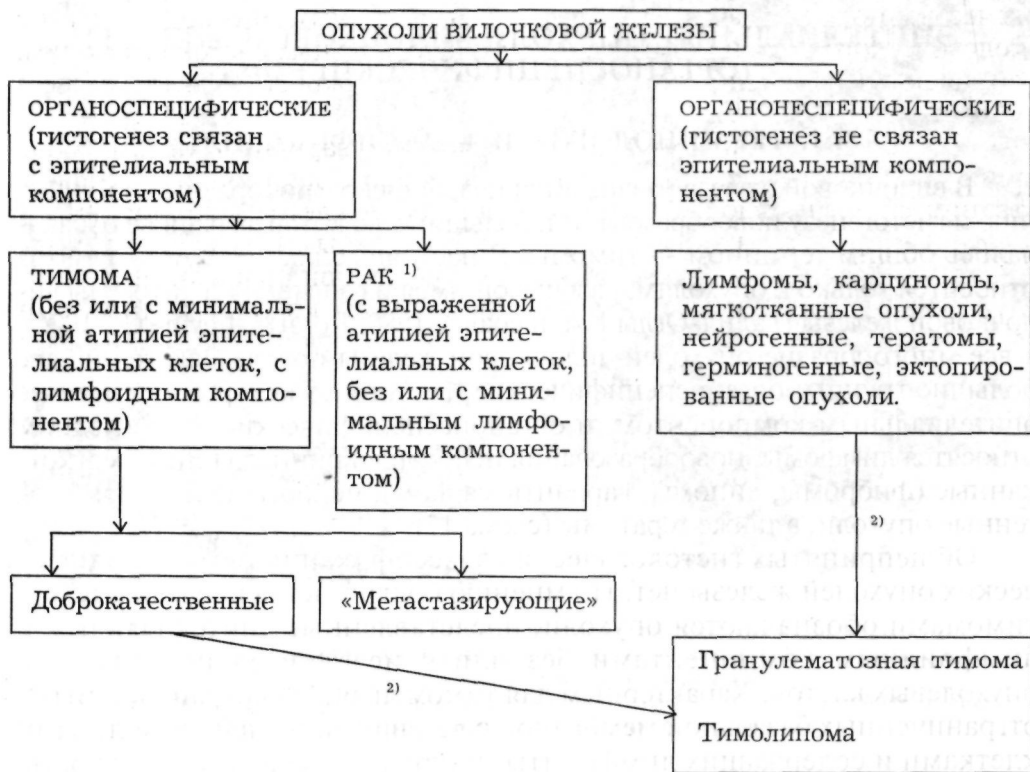 ОПУХОЛИ ВИЛОЧКОВОЙ ЖЕЛЕЗЫ
ОРГАНОСПЕЦИФИЧЕСКИЕ
(гистогенез связан
с эпителиальным
компонентом)
ОРГАНОНЕСПЕЦИФИЧЕСКИЕ
(гистогенез не связан с
эпителиальным компо-
нентом)
ТИМОМА
(без или с минималь-
ной атипией эпите-
лиальных клеток, с
лимфоидным компо-
нентом)
РАК 1)
(с выраженной
атипией эпите-
лиальных клеток,
без или с мини-
мальным лимфо-
идным компонен-
том)
Лимфомы, карциноиды,
мягкотканные опухоли,
нейрогенные, тератомы,
герминогенные, эктопиро-
ванные опухоли.
2)
Доброкачественные
«Метастазирующие»
2)
Гранулематозная тимома
Тимолипома